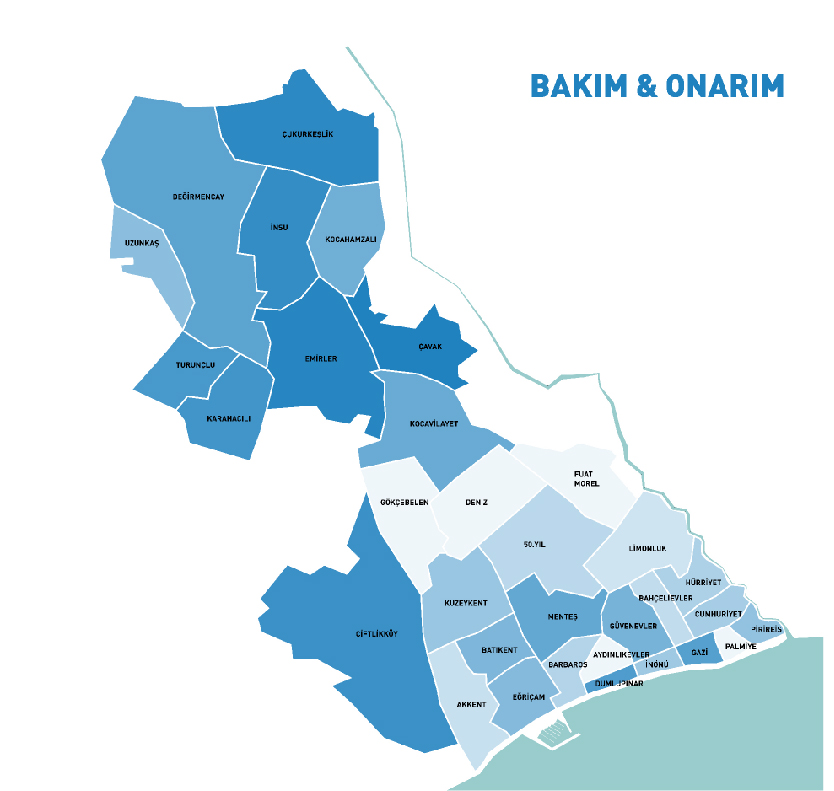 BAKIM & ONARIM
ÇUKURKEŞLİK
DEĞİRMENÇAY
İNSU
UZUNKAŞ
KOCAHAMZALI
ÇAVAK
EMİRLER
TURUNÇLU
KARAHACILI
KOCAVİLAYET
FUAT
MOREL
GÖKÇEBELEN
DENİZ
50.YIL
LİMONLUK
HÜRRİYET
BAHÇELİEVLER
KUZEYKENT
CUMHURİYET
MENTEŞ
GÜVENEVLER
PİRİREİS
ÇİFTLİKKÖY
PALMİYE
BATIKENT
GAZİ
AYDINLIKEVLER
BARBAROS
İNÖNÜ
DUMLUPINAR
EĞRİÇAM
AKKENT